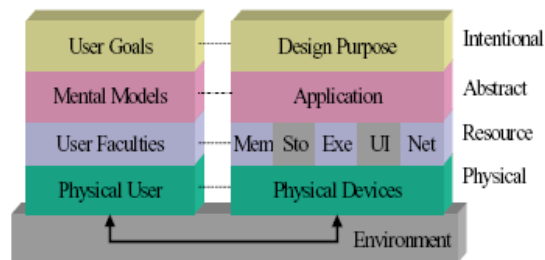 User Goals Design Purpose Intentional
Mental Models Application Abstract
User Faculties Mem Sto Exe UI Net Resource
Physical User Physical Devices Physical
Environment